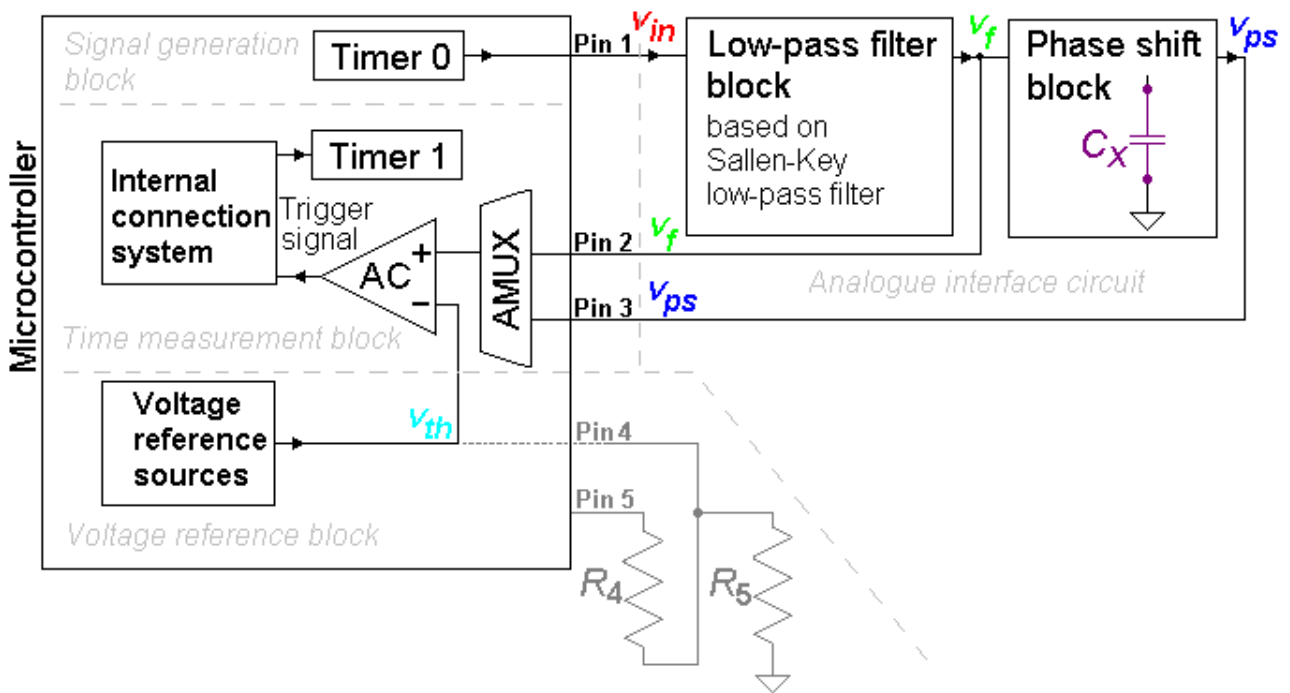 Microcontroller
Signal generation
block
Timer 0
Pin 1
v_in
Low-pass filter
block
based on
Sallen-Key
low-pass filter
v_f
Phase shift
block
C_X
v_ps
Timer 1
Internal
connection
system
Trigger
signal
AC
+
−
AMUX
Pin 2
v_f
Pin 3
v_ps
Analogue interface circuit
Time measurement block
Voltage
reference
sources
v_th
Pin 4
Pin 5
Voltage reference block
R_4
R_5